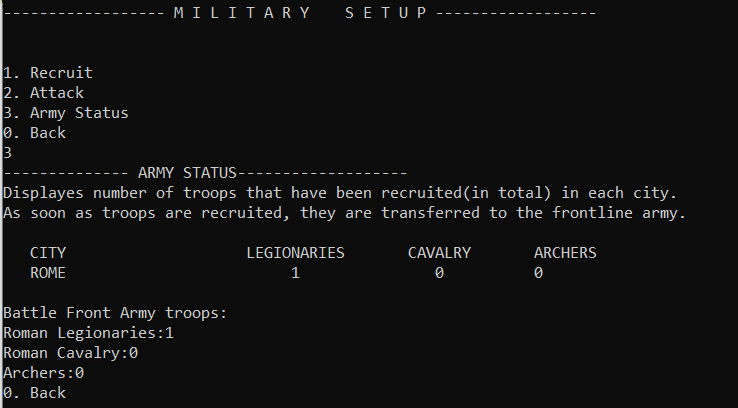 ------------------ M I L I T A R Y   S E T U P ------------------
1. Recruit
2. Attack
3. Army Status
0. Back
3
-------------- ARMY STATUS-------------------
Displayes number of troops that have been recruited(in total) in each city.
As soon as troops are recruited, they are transferred to the frontline army.
CITY LEGIONARIES CAVALRY ARCHERS
ROME 1 0 0
Battle Front Army troops:
Roman Legionaries:1
Roman Cavalry:0
Archers:0
0. Back